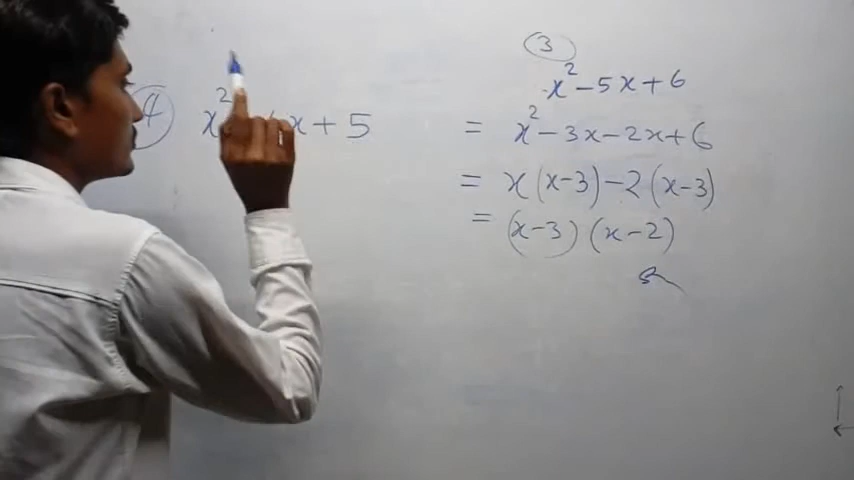 ④ x² x + 5
③
x² - 5x + 6
= x² - 3x - 2x + 6
= x(x-3) - 2(x-3)
= (x-3)(x-2)